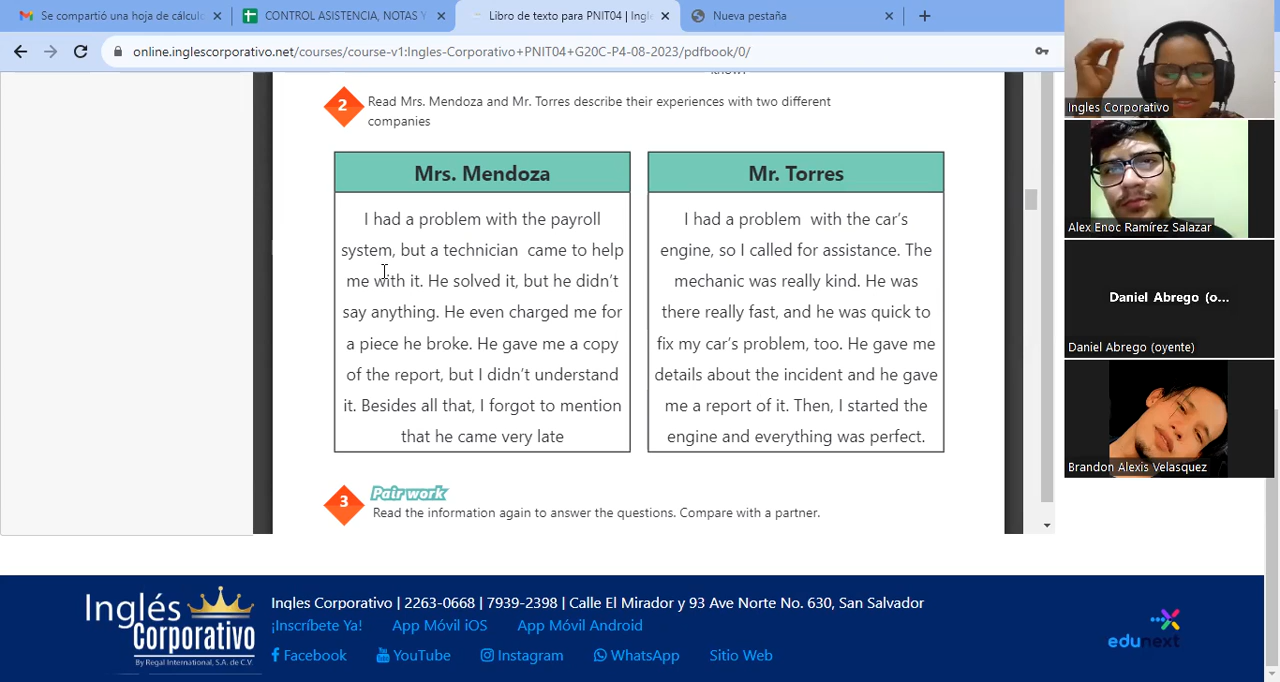 Se compartió una hoja de cálcul
CONTROL ASISTENCIA, NOTAS Y
Libro de texto para PNIT04 | Ingl
Nueva pestaña
online.inglescorporativo.net/courses/course-v1:Ingles-Corporativo+PNIT04+G20C-P4-08-2023/pdfbook/0/
2
Read Mrs. Mendoza and Mr. Torres describe their experiences with two different
companies
Mrs. Mendoza
I had a problem with the payroll
system, but a technician came to help
me with it. He solved it, but he didn't
say anything. He even charged me for
a piece he broke. He gave me a copy
of the report, but I didn't understand
it. Besides all that, I forgot to mention
that he came very late
Mr. Torres
I had a problem with the car's
engine, so I called for assistance. The
mechanic was really kind. He was
there really fast, and he was quick to
fix my car's problem, too. He gave me
details about the incident and he gave
me a report of it. Then, I started the
engine and everything was perfect.
3
Pair work
Read the information again to answer the questions. Compare with a partner.
Ingles Corporativo
Alex Enoc Ramírez Salazar
Daniel Abrego (o...
Daniel Abrego (oyente)
Brandon Alexis Velasquez
Inglés
Corporativo
By Regal International, S.A. de C.V.
Ingles Corporativo | 2263-0668 | 7939-2398 | Calle El Mirador y 93 Ave Norte No. 630, San Salvador
¡Inscríbete Ya! App Móvil iOS App Móvil Android
Facebook YouTube Instagram WhatsApp Sitio Web
edunext